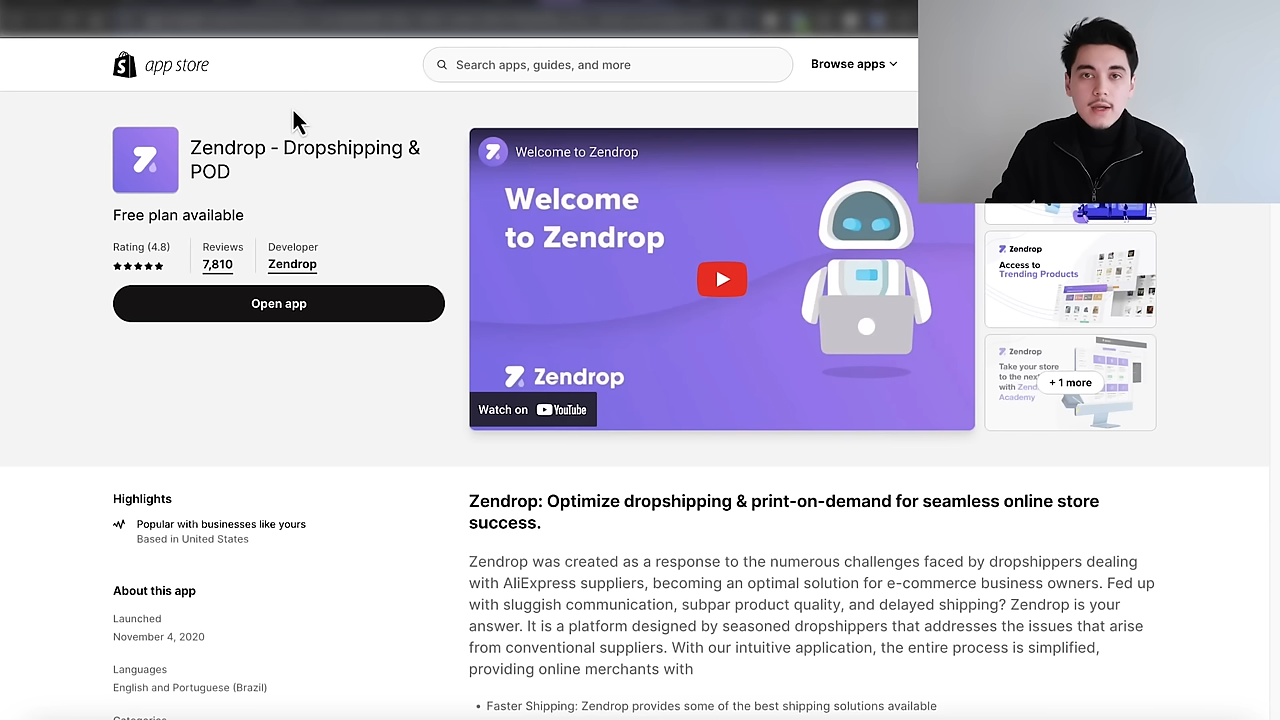 app store
Search apps, guides, and more
Browse apps
Zendrop - Dropshipping &
POD
Free plan available
Rating (4.8)
Reviews
7,810
Developer
Zendrop
Open app
Welcome to Zendrop
Welcome
to Zendrop
Zendrop
Watch on YouTube
Zendrop
Access to
Trending Products
Zendrop
Take your store
to the nex
with Zend
Academy
+ 1 more
Highlights
Popular with businesses like yours
Based in United States
About this app
Launched
November 4, 2020
Languages
English and Portuguese (Brazil)
Zendrop: Optimize dropshipping & print-on-demand for seamless online store
success.
Zendrop was created as a response to the numerous challenges faced by dropshippers dealing
with AliExpress suppliers, becoming an optimal solution for e-commerce business owners. Fed up
with sluggish communication, subpar product quality, and delayed shipping? Zendrop is your
answer. It is a platform designed by seasoned dropshippers that addresses the issues that arise
from conventional suppliers. With our intuitive application, the entire process is simplified,
providing online merchants with
• Faster Shipping: Zendrop provides some of the best shipping solutions available